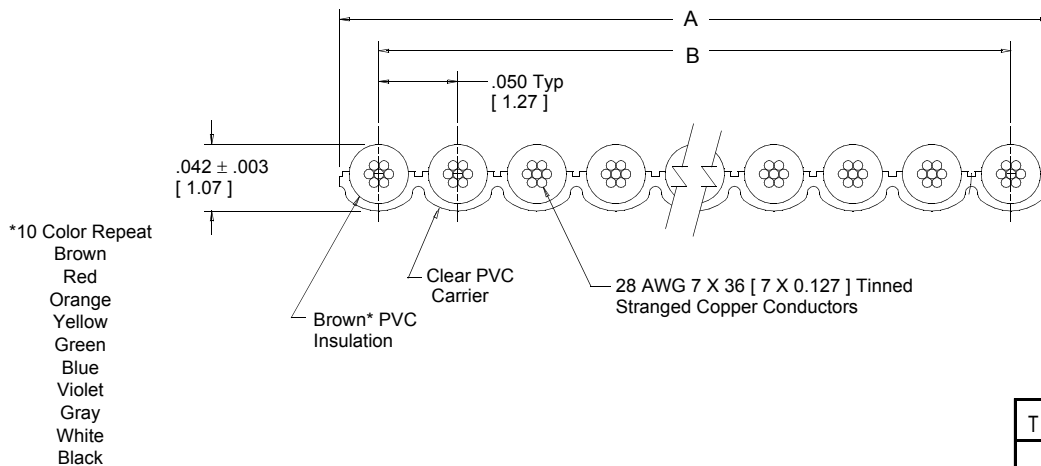 A
B
.050 Typ
[ 1.27 ]
.042 ± .003
[ 1.07 ]
*10 Color Repeat
Brown
Red
Orange
Yellow
Green
Blue
Violet
Gray
White
Black
Clear PVC
Carrier
Brown* PVC
Insulation
28 AWG 7 X 36 [ 7 X 0.127 ] Tinned
Stranged Copper Conductors
T